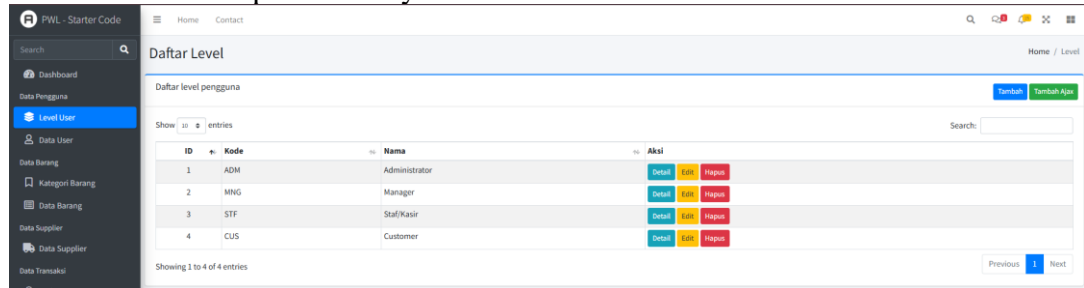 PWL - Starter Code
Home Contact
Search
Daftar Level
Home / Level
Dashboard
Data Pengguna
Daftar level pengguna
Tambah Tambah Ajax
Level User
Data User
Show 10 entries
Search:
ID Kode Nama Aksi
1 ADM Administrator Detail Edit Hapus
2 MNG Manager Detail Edit Hapus
3 STF Staf/Kasir Detail Edit Hapus
4 CUS Customer Detail Edit Hapus
Data Barang
Kategori Barang
Data Barang
Data Supplier
Data Supplier
Data Transaksi
Showing 1 to 4 of 4 entries
Previous 1 Next